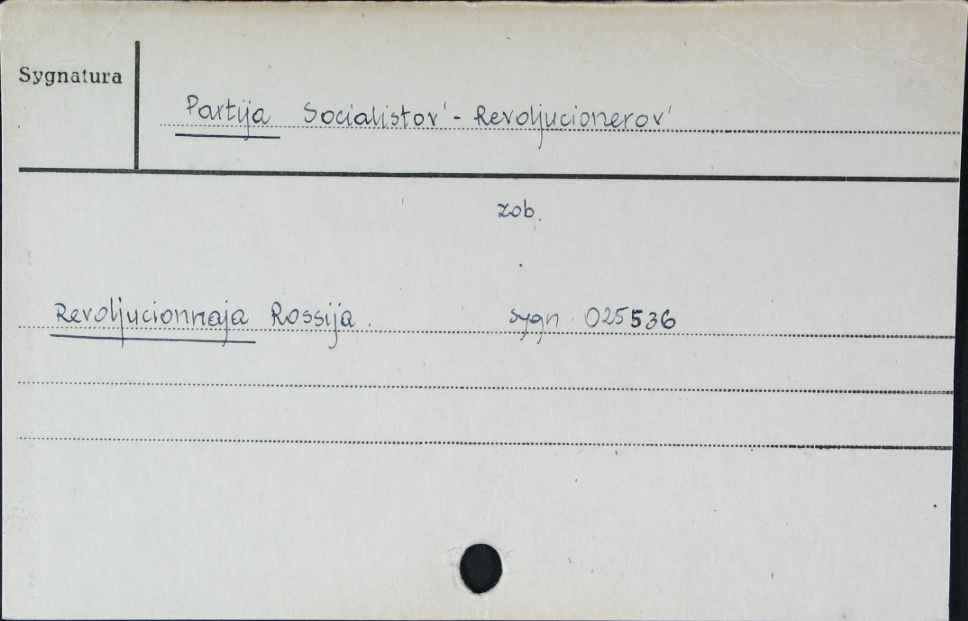 Sygnatura
Partija Socialistov' - Revoljucionerov'
zob.
Revoljucionnaja Rossija. sygn. 025536